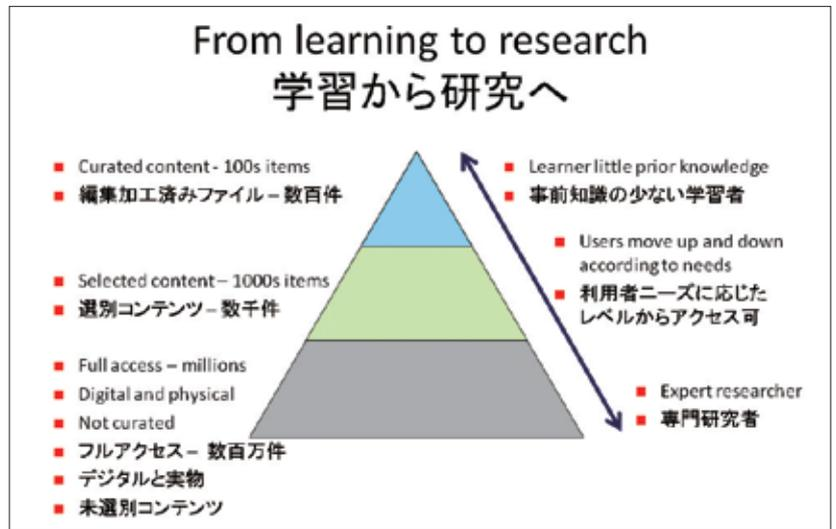 From learning to research
学習から研究へ
Curated content - 100s items
編集加工済みファイル – 数百件
Selected content – 1000s items
選別コンテンツ – 数千件
Full access – millions
Digital and physical
Not curated
フルアクセス – 数百万件
デジタルと実物
未選別コンテンツ
Learner little prior knowledge
事前知識の少ない学習者
Users move up and down
according to needs
利用者ニーズに応じた
レベルからアクセス可
Expert researcher
専門研究者